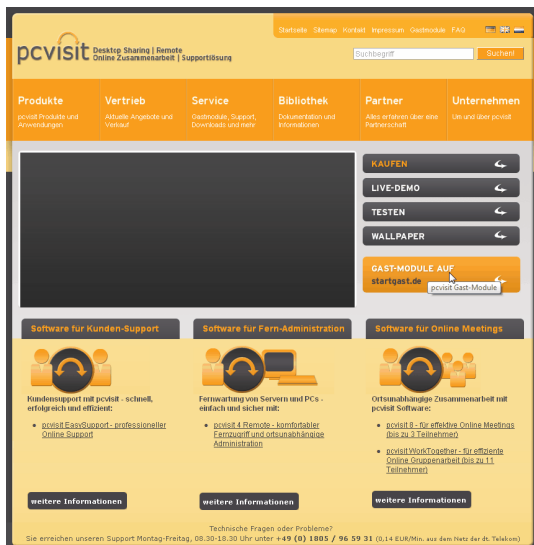 Startseite Sitemap Kontakt Impressum Gastmodule FAQ
pcvisit Desktop Sharing | Remote
Online Zusammenarbeit | Supportlösung
Suchbegriff Suchen!
Produkte
pcvisit Produkte und
Anwendungen
Vertrieb
Aktuelle Angebote und
Verkauf
Service
Gastmodule, Support,
Downloads und mehr
Bibliothek
Dokumentation und
Informationen
Partner
Alles erfahren über eine
Partnerschaft
Unternehmen
Um und über pcvisit
KAUFEN
LIVE-DEMO
TESTEN
WALLPAPER
GAST-MODULE AUF
startgast.de
pcvisit Gast-Module
Software für Kunden-Support
Kundensupport mit pcvisit - schnell,
erfolgreich und effizient:
pcvisit EasySupport - professioneller
Online Support
weitere Informationen
Software für Fern-Administration
Fernwartung von Servern und PCs -
einfach und sicher mit:
pcvisit 4 Remote - komfortabler
Fernzugriff und ortsunabhängige
Administration
weitere Informationen
Software für Online Meetings
Ortsunabhängige Zusammenarbeit mit
pcvisit Software:
pcvisit 8 - für effektive Online Meetings
(bis zu 3 Teilnehmer)
pcvisit WorkTogether - für effiziente
Online Gruppenarbeit (bis zu 11
Teilnehmer)
weitere Informationen
Technische Fragen oder Probleme?
Sie erreichen unseren Support Montag-Freitag, 08.30-18.30 Uhr unter +49 (0) 1805 / 96 59 31 (0,14 EUR/Min. aus dem Netz der dt. Telekom)